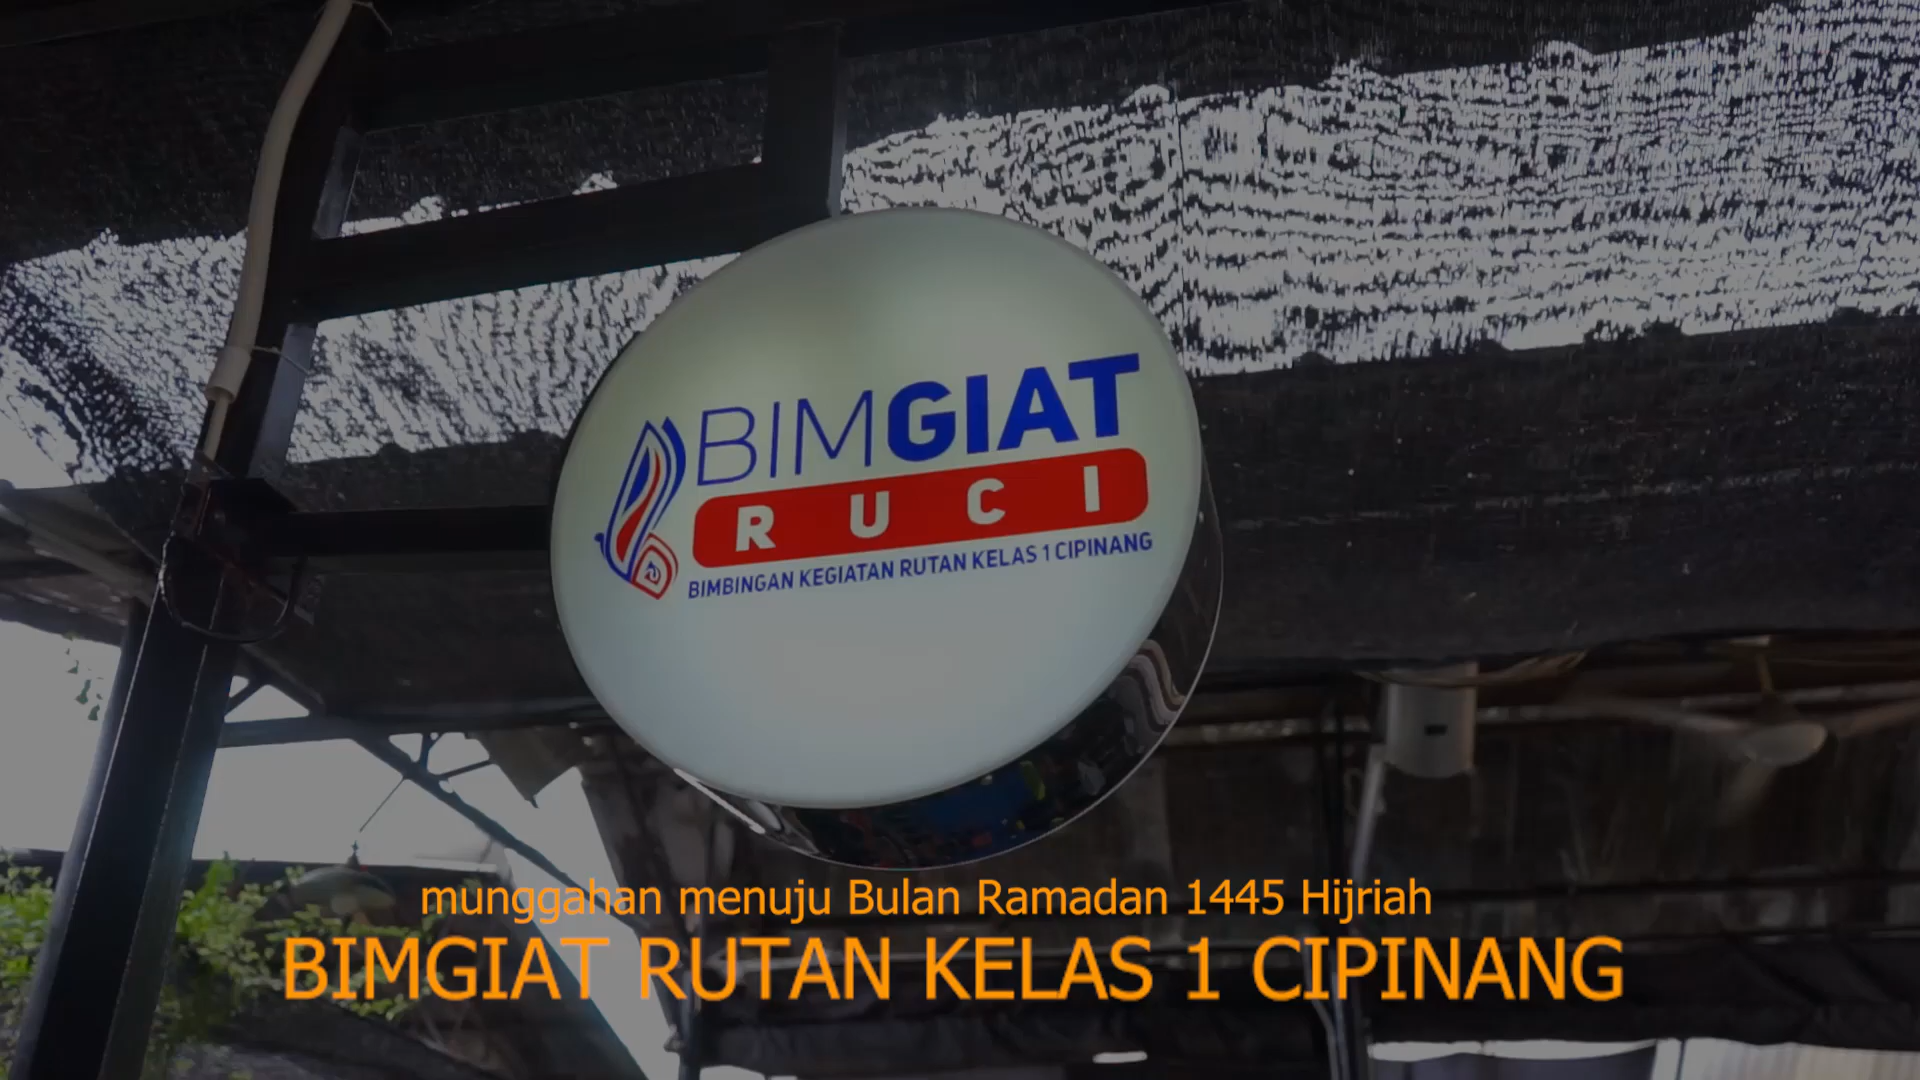 BIMGIAT
RUCI
BIMBINGAN KEGIATAN RUTAN KELAS 1 CIPINANG
munggahan menuju Bulan Ramadan 1445 Hijriah
BIMGIAT RUTAN KELAS 1 CIPINANG